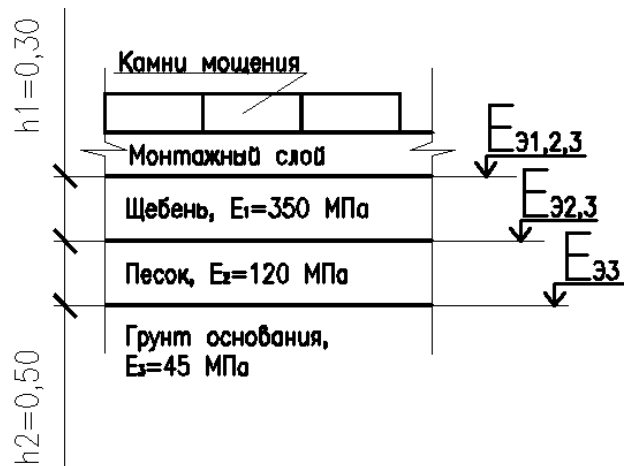 Камни мощения
Монтажный слой
Щебень, E1=350 МПа
Песок, E2=120 МПа
Грунт основания,
E3=45 МПа
h1=0,30
h2=0,50
EЭ1,2,3
EЭ2,3
EЭ3